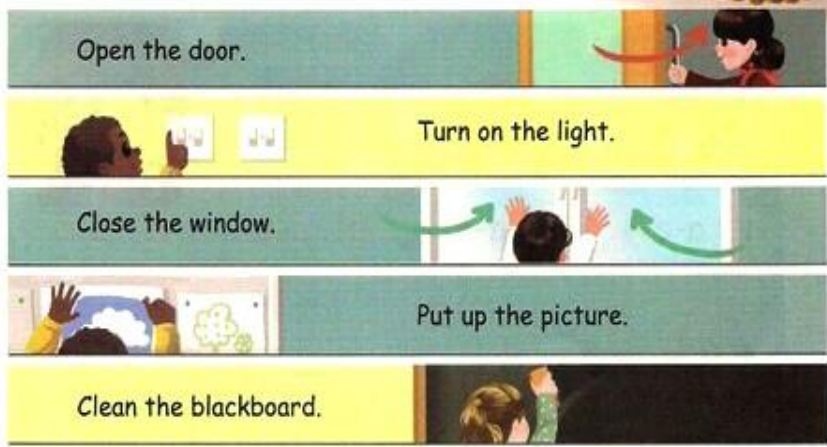 Open the door.
Turn on the light.
Close the window.
Put up the picture.
Clean the blackboard.